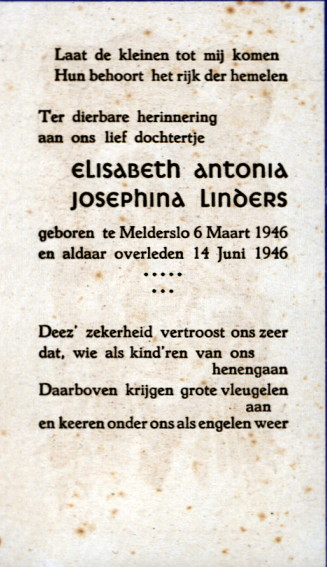 Laat de kleinen tot mij komen
Hun behoort het rijk der hemelen
Ter dierbare herinnering
aan ons lief dochtertje
Elisabeth Antonia
Josephina Linders
geboren te Melderslo 6 Maart 1946
en aldaar overleden 14 Juni 1946
.....
...
Deez' zekerheid vertroost ons zeer
dat, wie als kind'ren van ons
henengaan
Daarboven krijgen grote vleugelen
aan
en keeren onder ons als engelen weer